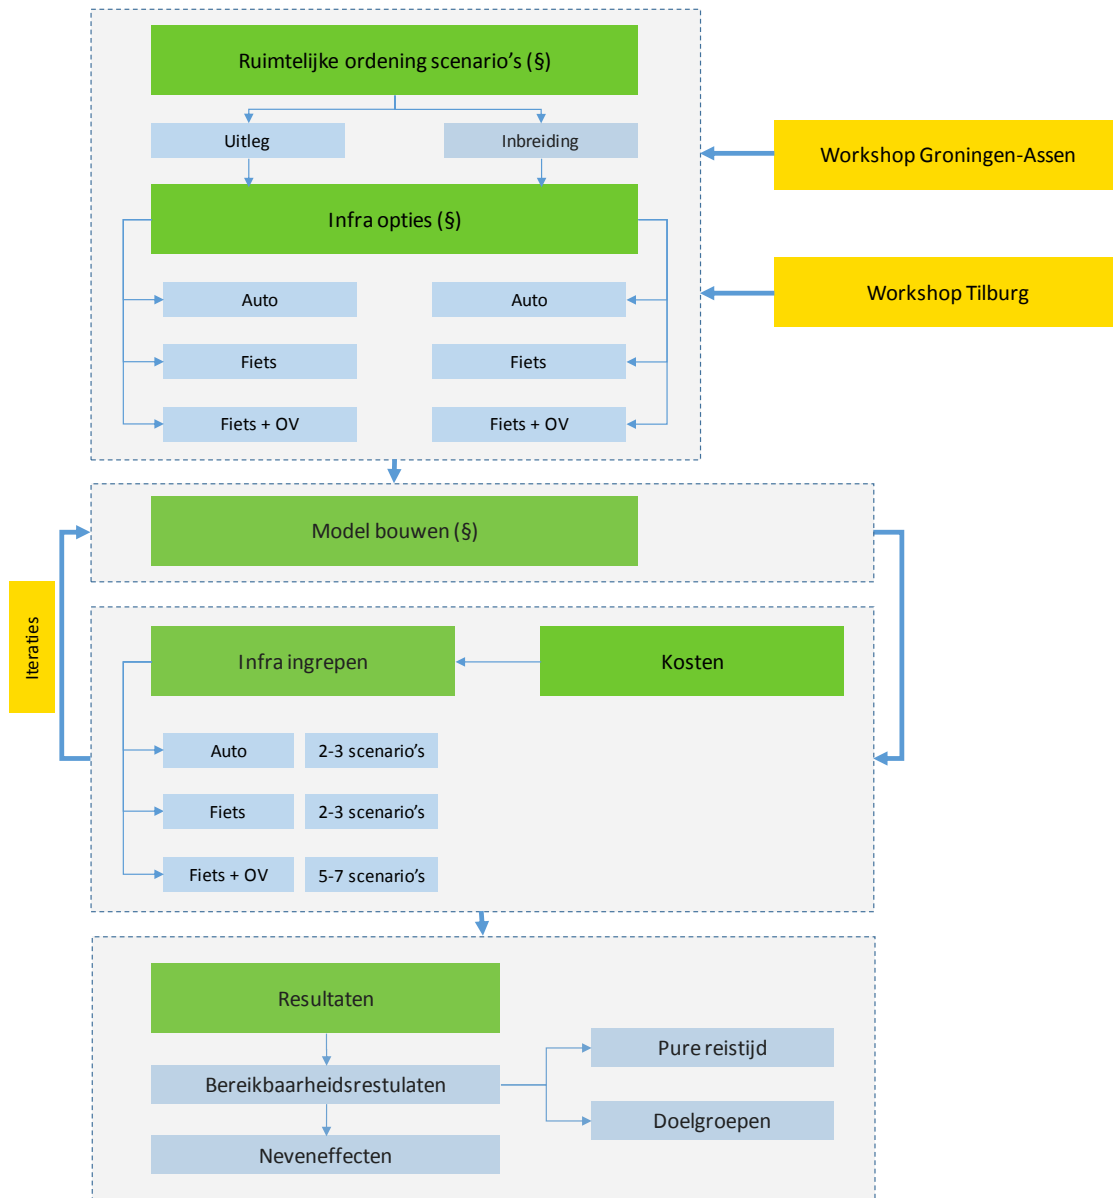 Ruimtelijke ordening scenario's (§)
Uitleg
Inbreiding
Workshop Groningen-Assen
Infra opties (§)
Auto
Auto
Workshop Tilburg
Fiets
Fiets
Fiets + OV
Fiets + OV
Model bouwen (§)
Iteraties
Infra ingrepen
Kosten
Auto
2-3 scenario's
Fiets
2-3 scenario's
Fiets + OV
5-7 scenario's
Resultaten
Pure reistijd
Bereikbaarheidsrestulaten
Doelgroepen
Neveneffecten